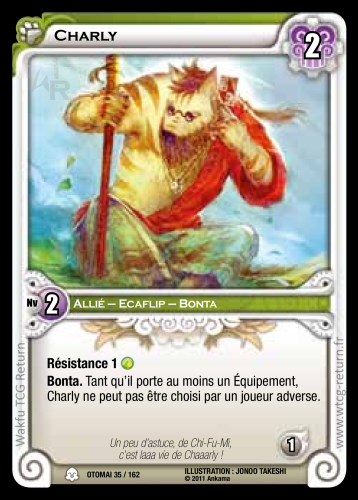 CHARLY
2
Nv 2 ALLIÉ – ECAFLIP – BONTA
Résistance 1
Bonta. Tant qu'il porte au moins un Équipement,
Charly ne peut pas être choisi par un joueur adverse.
Un peu d'astuce, de Chi-Fu-Mi,
c'est laaa vie de Chaaarly !
1
OTOMAI 35 / 162
ILLUSTRATION : JONOO TAKESHI
© 2011 Ankama
Wakfu TCG Return
www.wtcg-return.fr